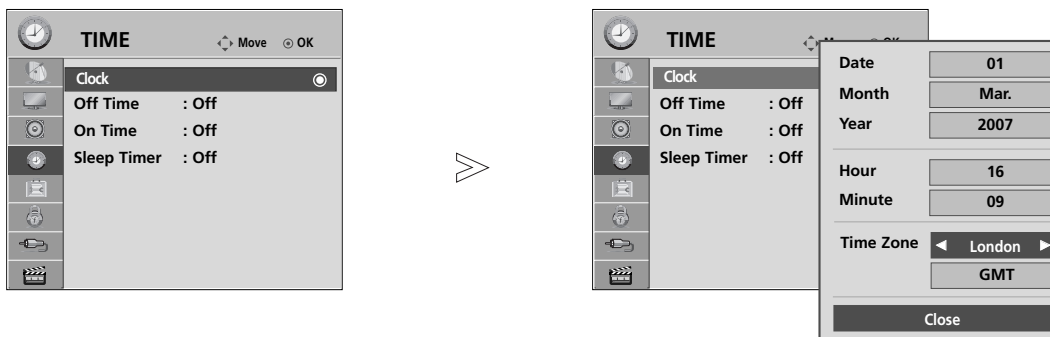 TIME Move OK
Clock
Off Time : Off
On Time : Off
Sleep Timer : Off
TIME
Clock
Off Time : Off
On Time : Off
Sleep Timer : Off
Date 01
Month Mar.
Year 2007
Hour 16
Minute 09
Time Zone ◀ London ▶
GMT
Close